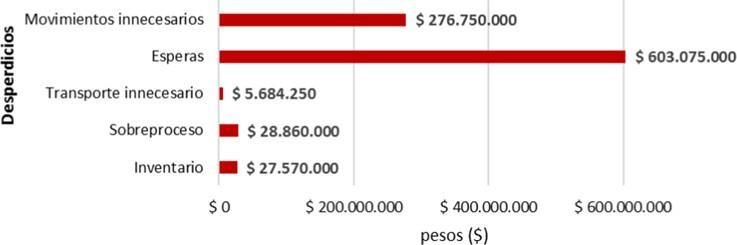 Desperdicios
Movimientos innecesarios $ 276.750.000
Esperas $ 603.075.000
Transporte innecesario $ 5.684.250
Sobreproceso $ 28.860.000
Inventario $ 27.570.000
$ 0 $ 200.000.000 $ 400.000.000 $ 600.000.000
pesos ($)